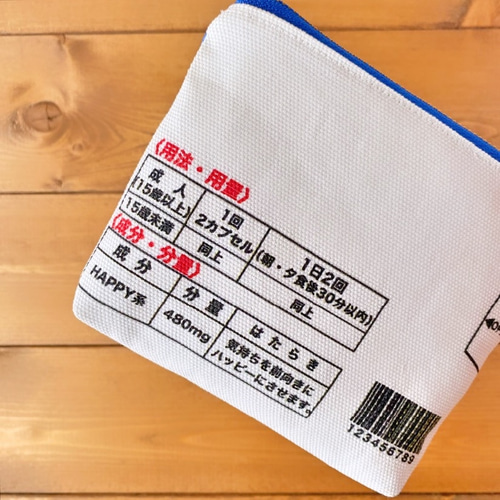 〈用法・用量〉
成 人
(15歳以上)
1回
2カプセル
1日2回
(朝・夕食後30分以内)
15歳未満
同上
同上
〈成分・分量〉
成 分
分 量
はたらき
HAPPY系
480mg
気持ちを前向きに
ハッピーにさせます。
123456789